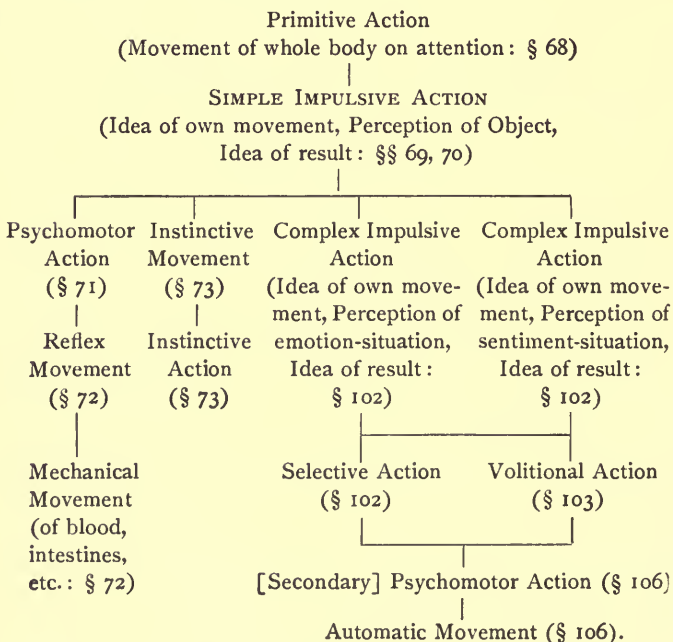 Primitive Action
(Movement of whole body on attention: § 68)
SIMPLE IMPULSIVE ACTION
(Idea of own movement, Perception of Object,
Idea of result: §§ 69, 70)
Psychomotor Action (§ 71)
Instinctive Movement (§ 73)
Complex Impulsive Action
(Idea of own move-
ment, Perception of
emotion-situation,
Idea of result:
§ 102)
Complex Impulsive Action
(Idea of own move-
ment, Perception of
sentiment-situation,
Idea of result:
§ 102)
Reflex Movement (§ 72)
Instinctive Action (§ 73)
Mechanical
Movement
(of blood,
intestines,
etc.: § 72)
Selective Action
(§ 102)
Volitional Action
(§ 103)
[Secondary] Psychomotor Action (§ 106)
Automatic Movement (§ 106).